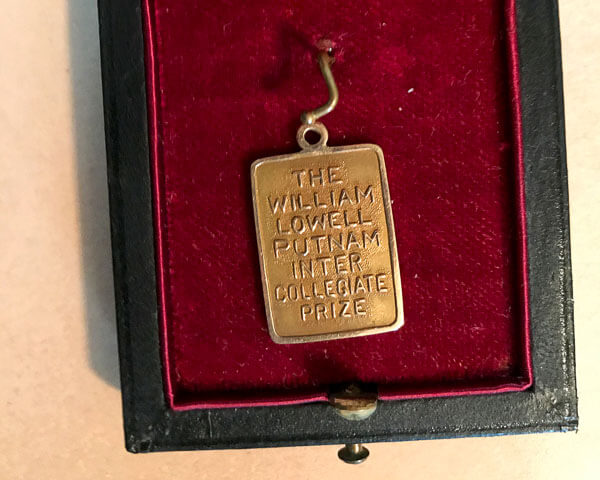 THE
WILLIAM
LOWELL
PUTNAM
INTER
COLLEGIATE
PRIZE